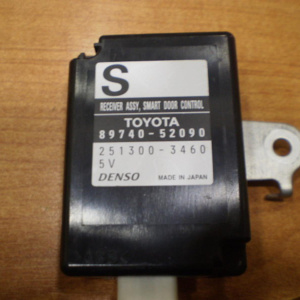 S
RECEIVER ASSY, SMART DOOR CONTROL
TOYOTA
89740-52090
251300-3460
5V
DENSO MADE IN JAPAN